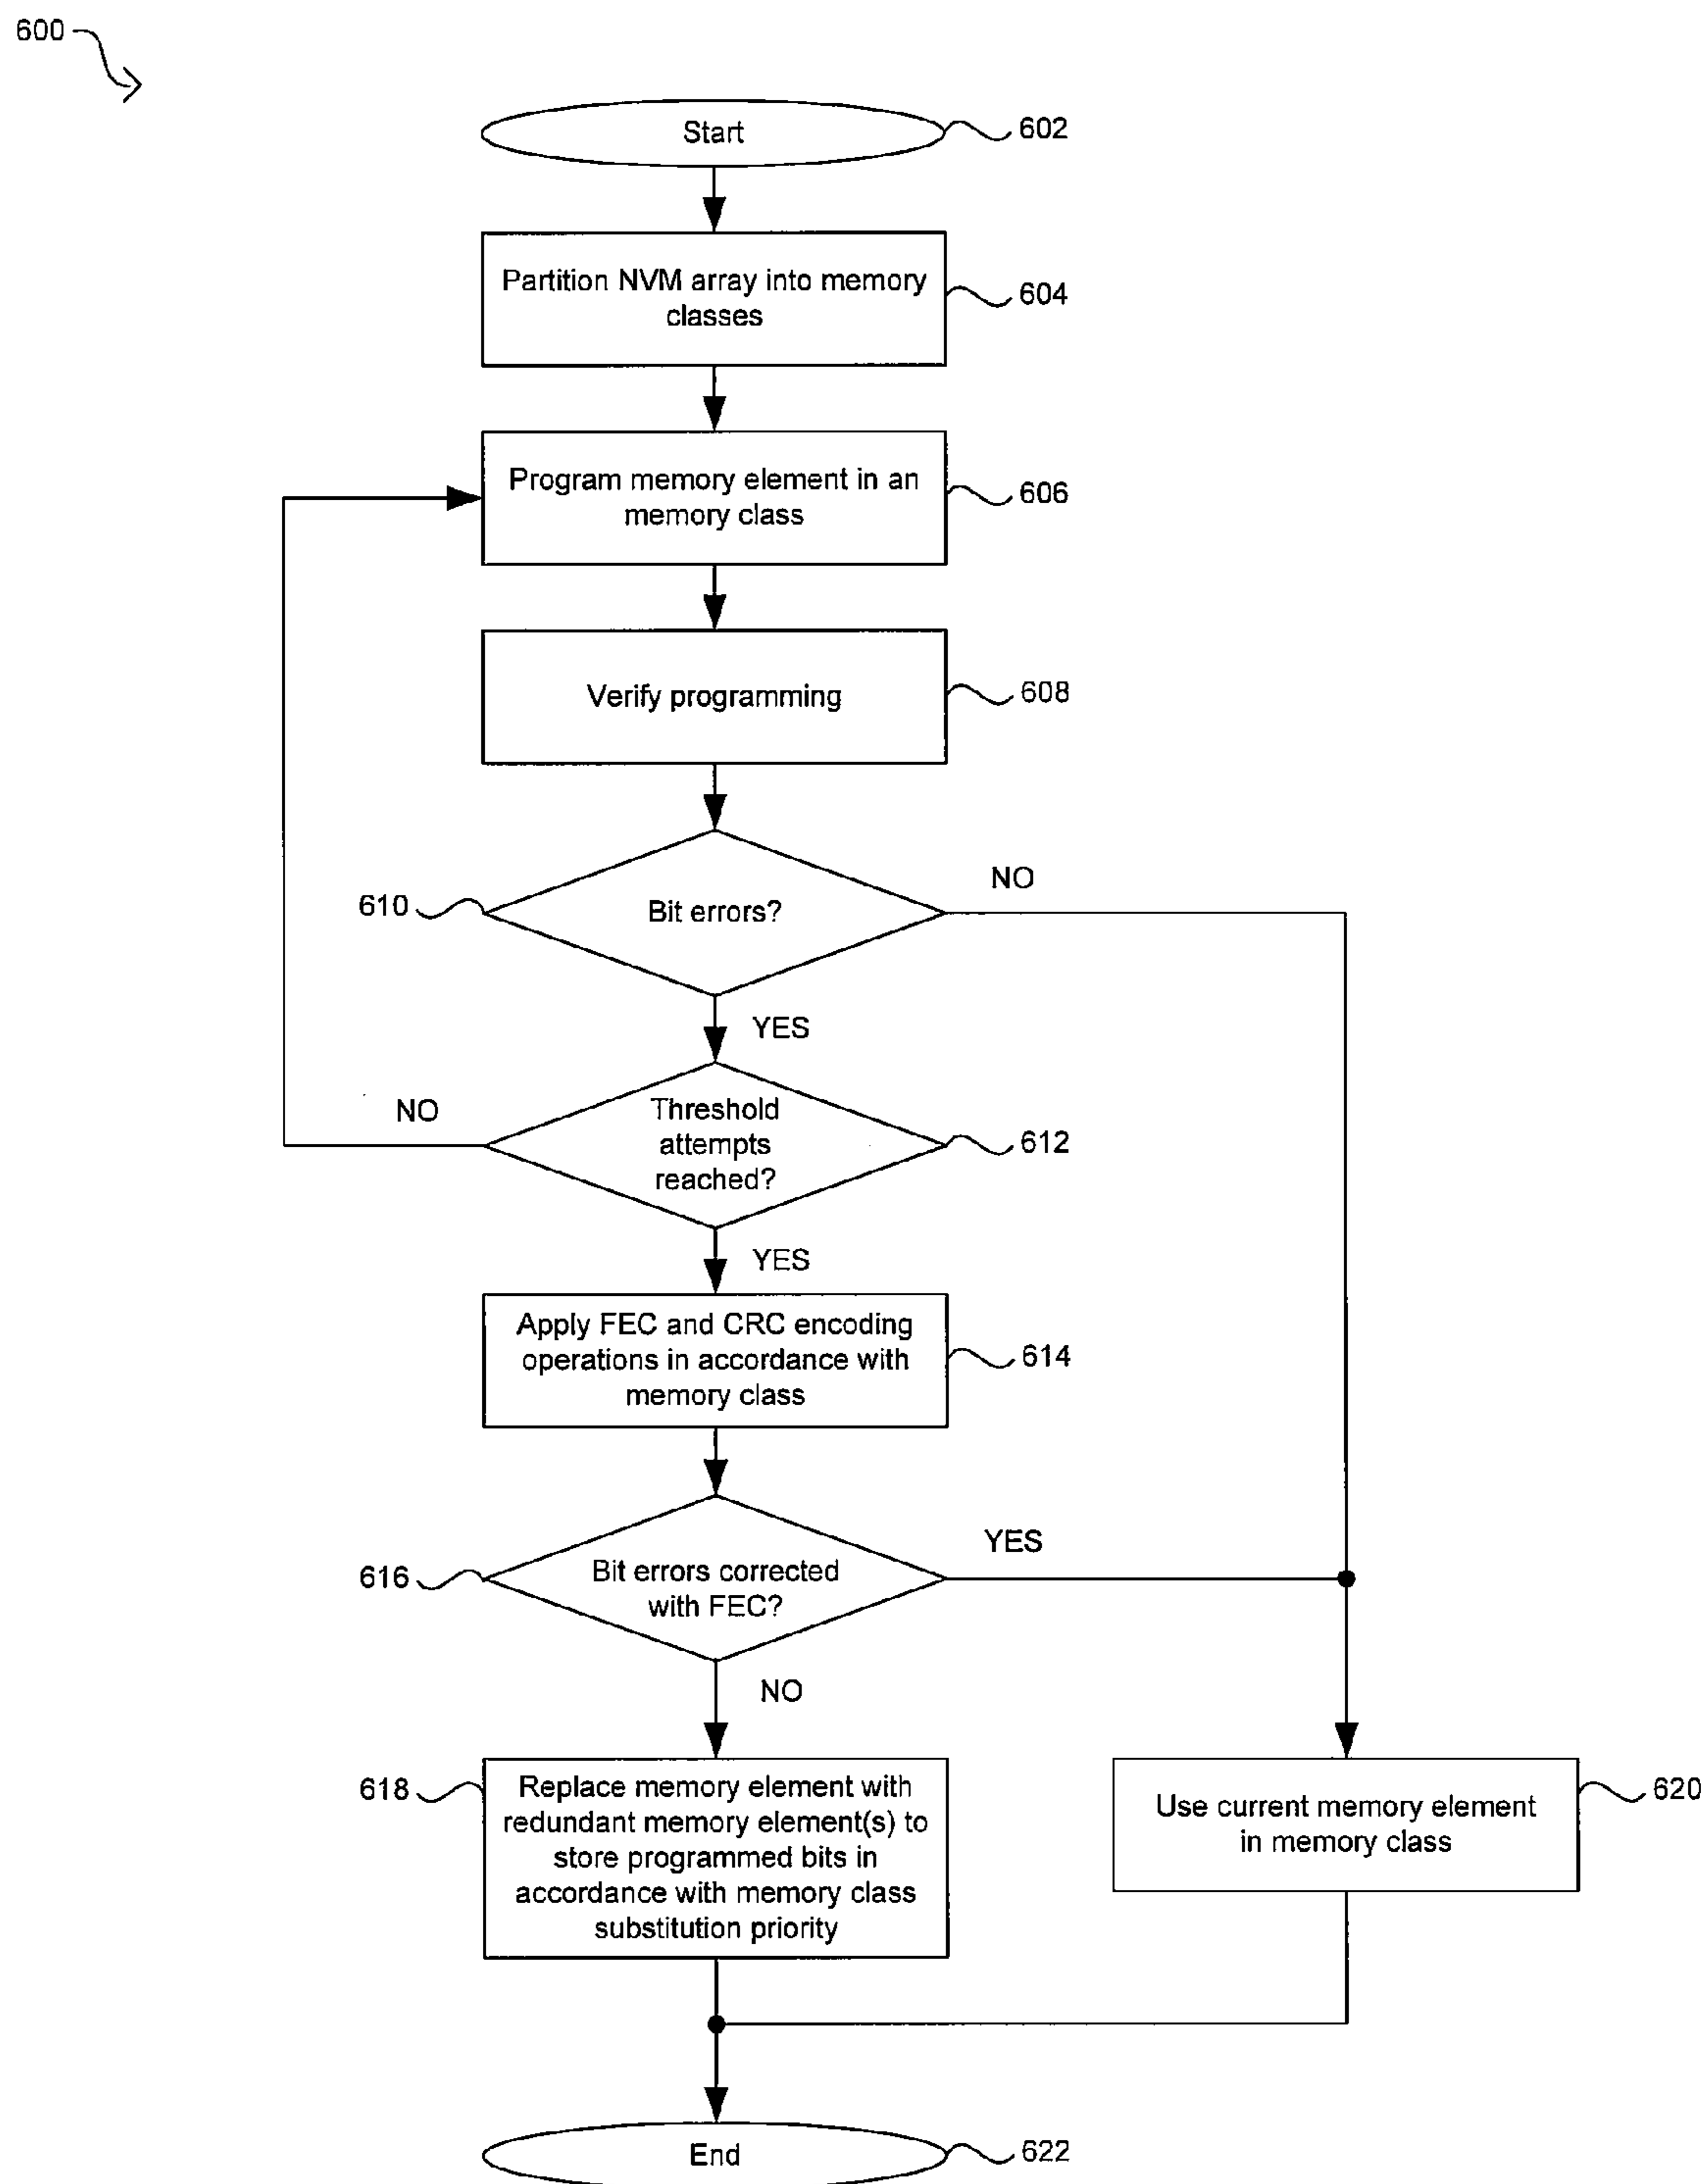 600
Start
602
Partition NVM array into memory
classes
604
Program memory element in an
memory class
606
Verify programming
608
NO
610
Bit errors?
YES
NO
Threshold
attempts
reached?
612
YES
Apply FEC and CRC encoding
operations in accordance with
memory class
614
YES
616
Bit errors corrected
with FEC?
NO
618
Replace memory element with
redundant memory element(s) to
store programmed bits in
accordance with memory class
substitution priority
Use current memory element
in memory class
620
End
622